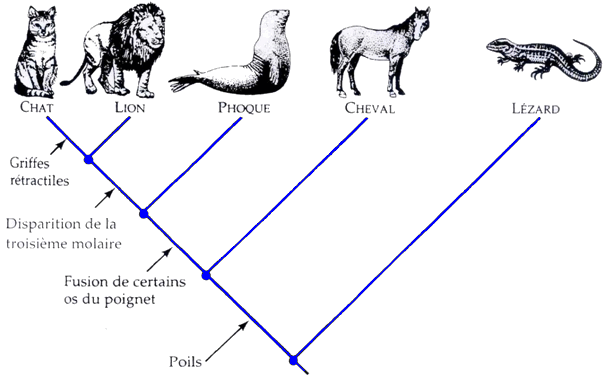 CHAT
LION
PHOQUE
CHEVAL
LÉZARD
Griffes
rétractiles
Disparition de la
troisième molaire
Fusion de certains
os du poignet
Poils